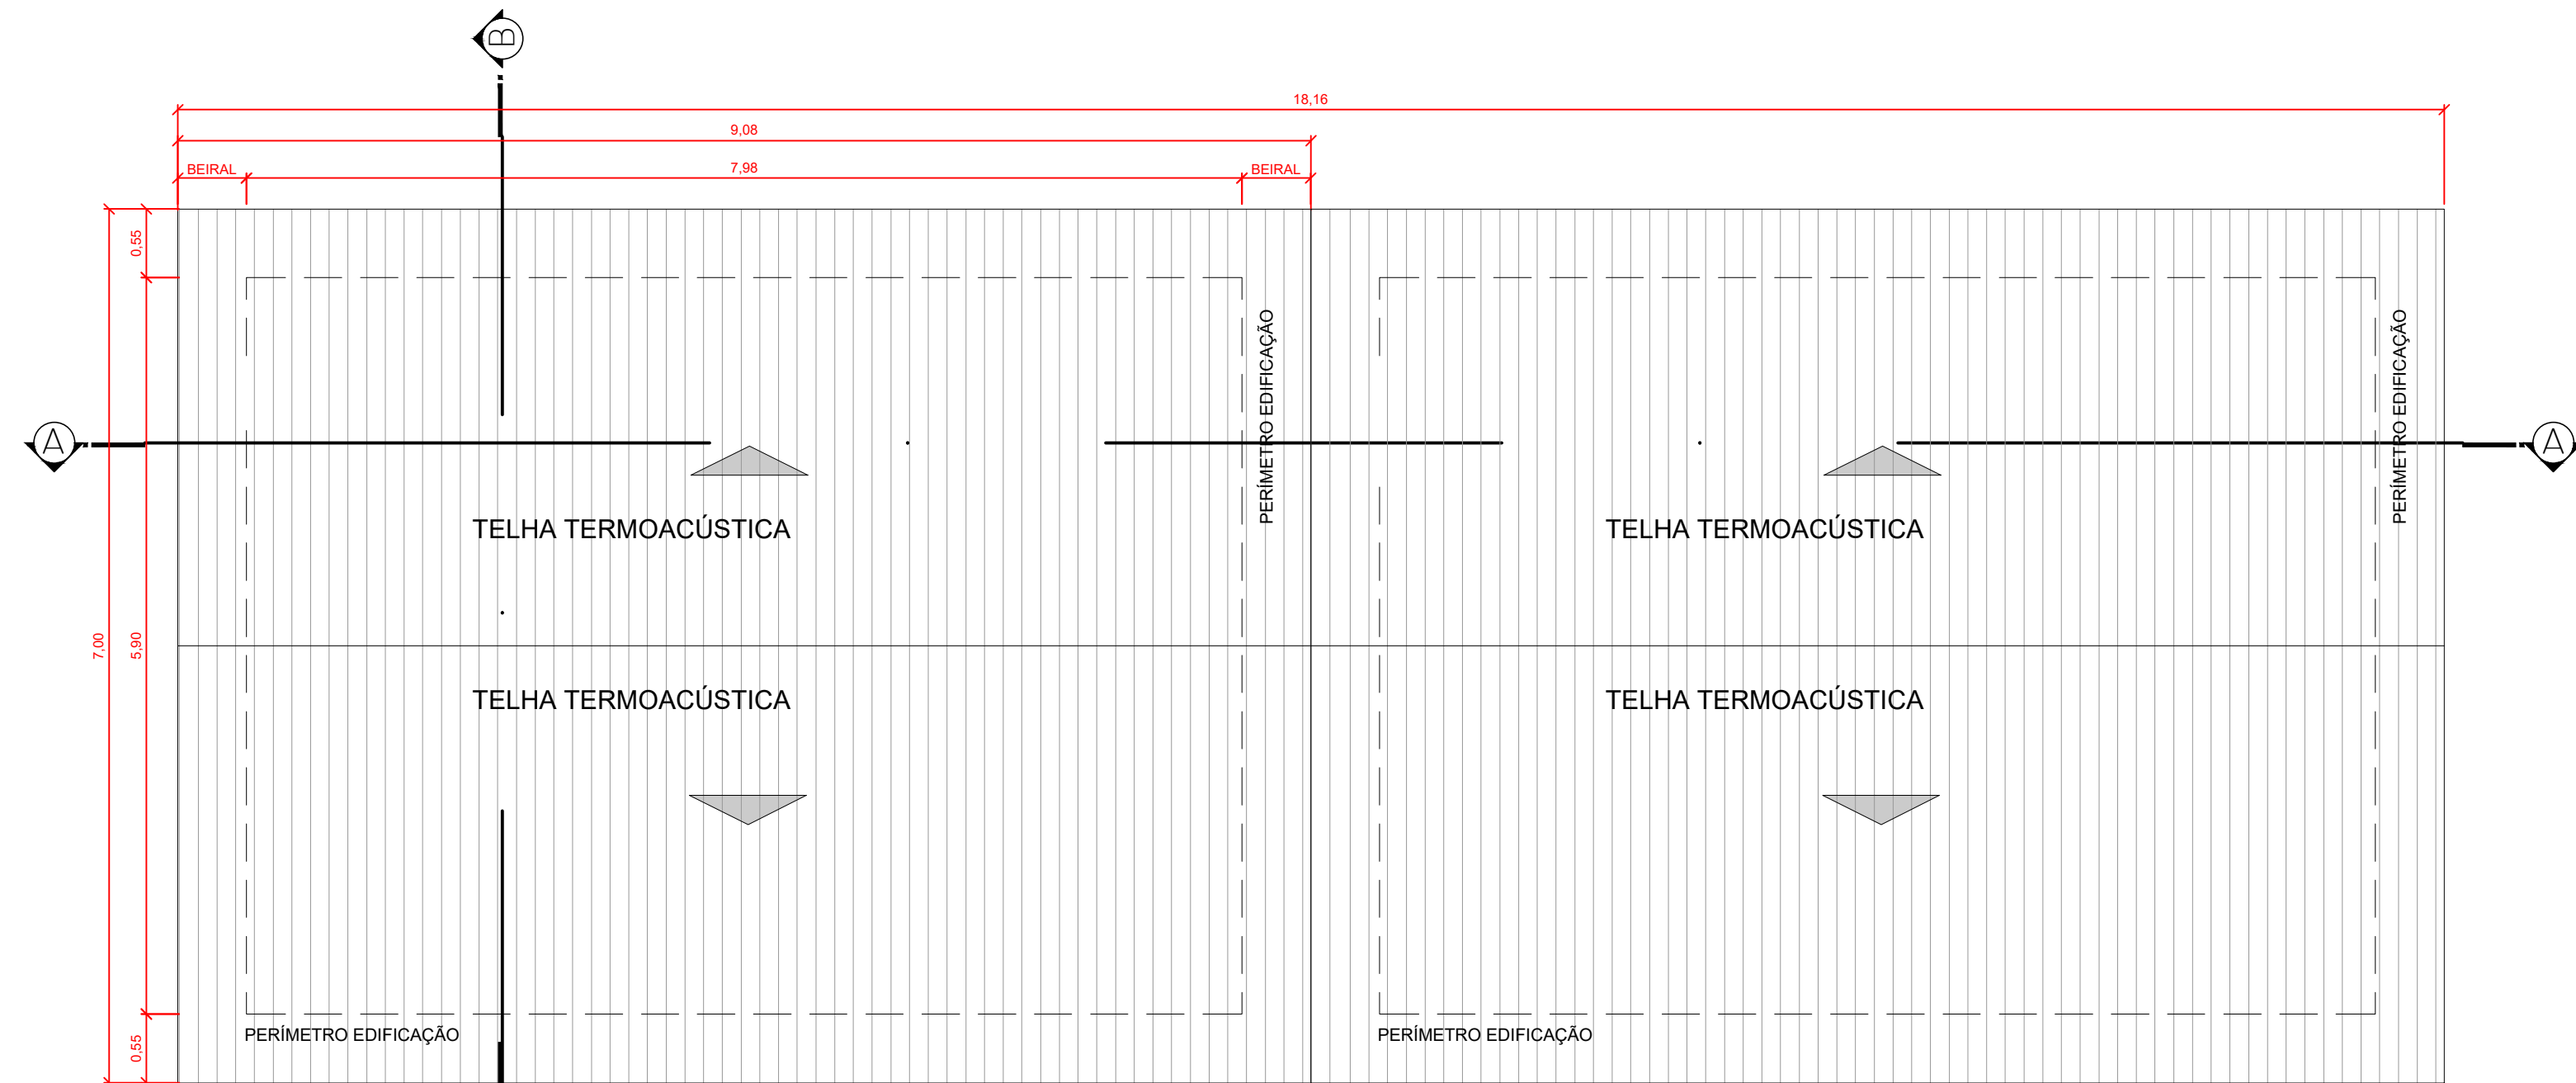 B
18,16
9,08
BEIRAL
7,98
BEIRAL
0,55
PERÍMETRO EDIFICAÇÃO
PERÍMETRO EDIFICAÇÃO
A
A
TELHA TERMOACÚSTICA
TELHA TERMOACÚSTICA
7,00
5,90
TELHA TERMOACÚSTICA
TELHA TERMOACÚSTICA
0,55
PERÍMETRO EDIFICAÇÃO
PERÍMETRO EDIFICAÇÃO